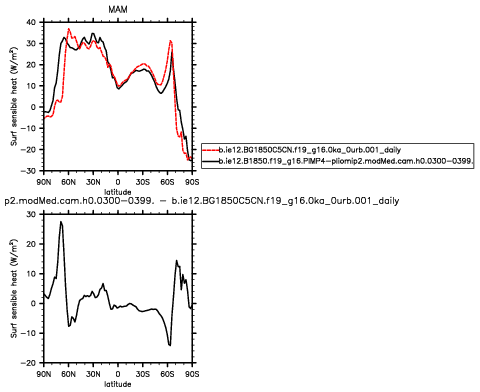 MAM
Surf sensible heat (W/m²)
40
30
20
10
0
-10
-20
-30
90N 60N 30N 0 30S 60S 90S
latitude
b.ie12.BG1850C5CN.f19_g16.0ka_0urb.001_daily
b.ie12.B1850.f19_g16.PlMP4-pliomip2.modMed.cam.h0.0300-0399.
p2.modMed.cam.h0.0300-0399. - b.ie12.BG1850C5CN.f19_g16.0ka_0urb.001_daily
Surf sensible heat (W/m²)
30
20
10
0
-10
-20
90N 60N 30N 0 30S 60S 90S
latitude